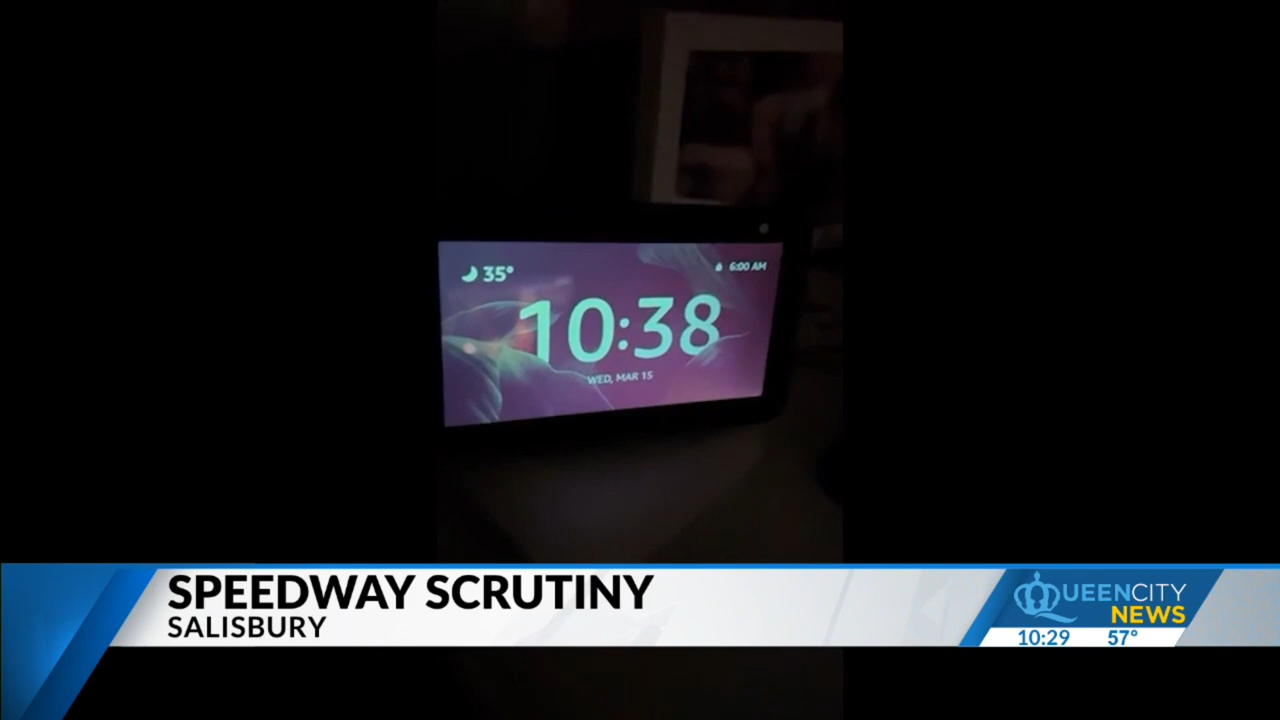 35°
6:00 AM
10:38
WED, MAR 15
SPEEDWAY SCRUTINY
SALISBURY
QUEENCITY
NEWS
10:29 57°